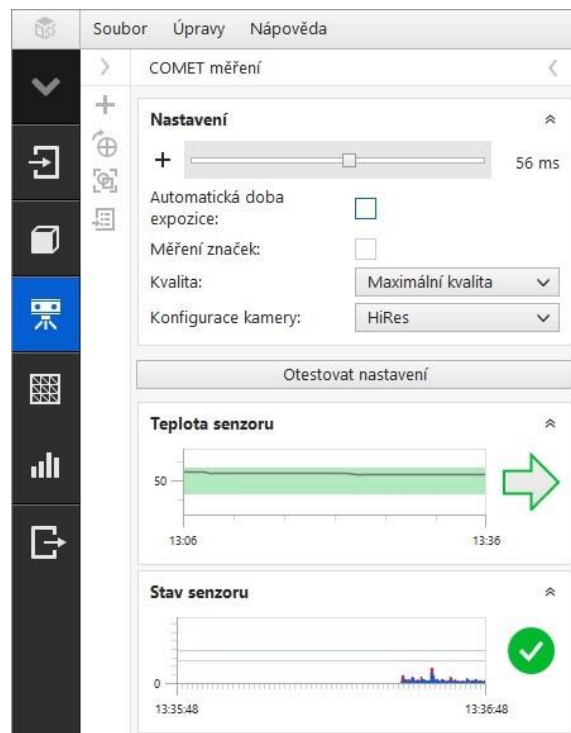 Soubor Úpravy Nápověda
COMET měření
Nastavení
56 ms
Automatická doba
expozice:
Měření značek:
Kvalita: Maximální kvalita
Konfigurace kamery: HiRes
Otestovat nastavení
Teplota senzoru
50
13:06 13:36
Stav senzoru
0
13:35:48 13:36:48